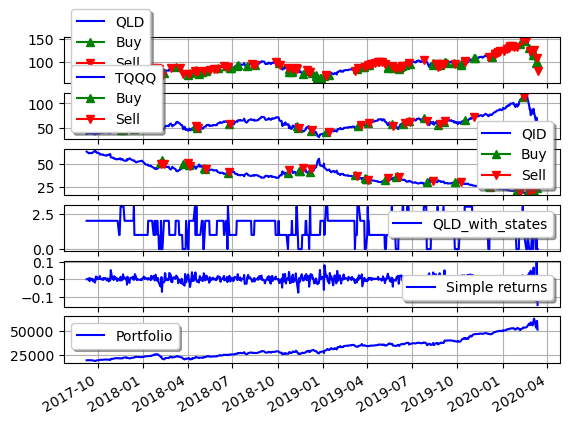 QLD
Buy
Sell
150
100
TQQQ
Buy
Sell
100
50
QID
Buy
Sell
50
25
QLD_with_states
2.5
0.0
Simple returns
0.1
0.0
−0.1
Portfolio
50000
25000
2017-10
2018-01
2018-04
2018-07
2018-10
2019-01
2019-04
2019-07
2019-10
2020-01
2020-04